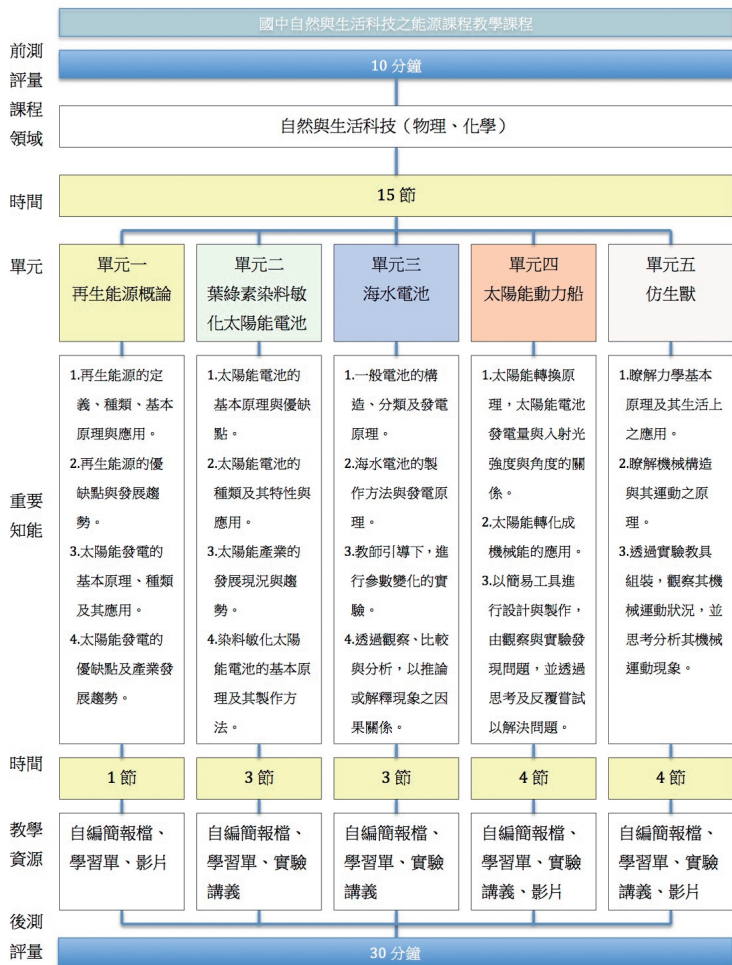 國中自然與生活科技之能源課程教學課程
前測
評量
10 分鐘
課程
領域
自然與生活科技（物理、化學）
時間
15 節
單元
單元一
再生能源概論
單元二
葉綠素染料敏
化太陽能電池
單元三
海水電池
單元四
太陽能動力船
單元五
仿生獸
重要
知能
1.再生能源的定
義、種類、基本
原理與應用。
2.再生能源的優
缺點與發展趨
勢。
3.太陽能發電的
基本原理、種類
及其應用。
4.太陽能發電的
優缺點及產業發
展趨勢。
1.太陽能電池的
基本原理與優缺
點。
2.太陽能電池的
種類及其特性與
應用。
3.太陽能產業的
發展現況與趨
勢。
4.染料敏化太陽
能電池的基本原
理及其製作方
法。
1.一般電池的構
造、分類及發電
原理。
2.海水電池的製
作方法與發電原
理。
3.教師引導下，進
行參數變化的實
驗。
4.透過觀察、比較
與分析，以推論
或解釋現象之因
果關係。
1.太陽能轉換原
理，太陽能電池
發電量與入射光
強度與角度的關
係。
2.太陽能轉化成
機械能的應用。
3.以簡易工具進
行設計與製作，
由觀察與實驗發
現問題，並透過
思考及反覆嘗試
以解決問題。
1.瞭解力學基本
原理及其生活上
之應用。
2.瞭解機械構造
與其運動之原
理。
3.透過實驗教具
組裝，觀察其機
械運動狀況，並
思考分析其機械
運動現象。
時間
1 節
3 節
3 節
4 節
4 節
教學
資源
自編簡報檔、
學習單、影片
自編簡報檔、
學習單、實驗
講義
自編簡報檔、
學習單、實驗
講義
自編簡報檔、
學習單、實驗
講義、影片
自編簡報檔、
學習單、實驗
講義、影片
後測
評量
30 分鐘